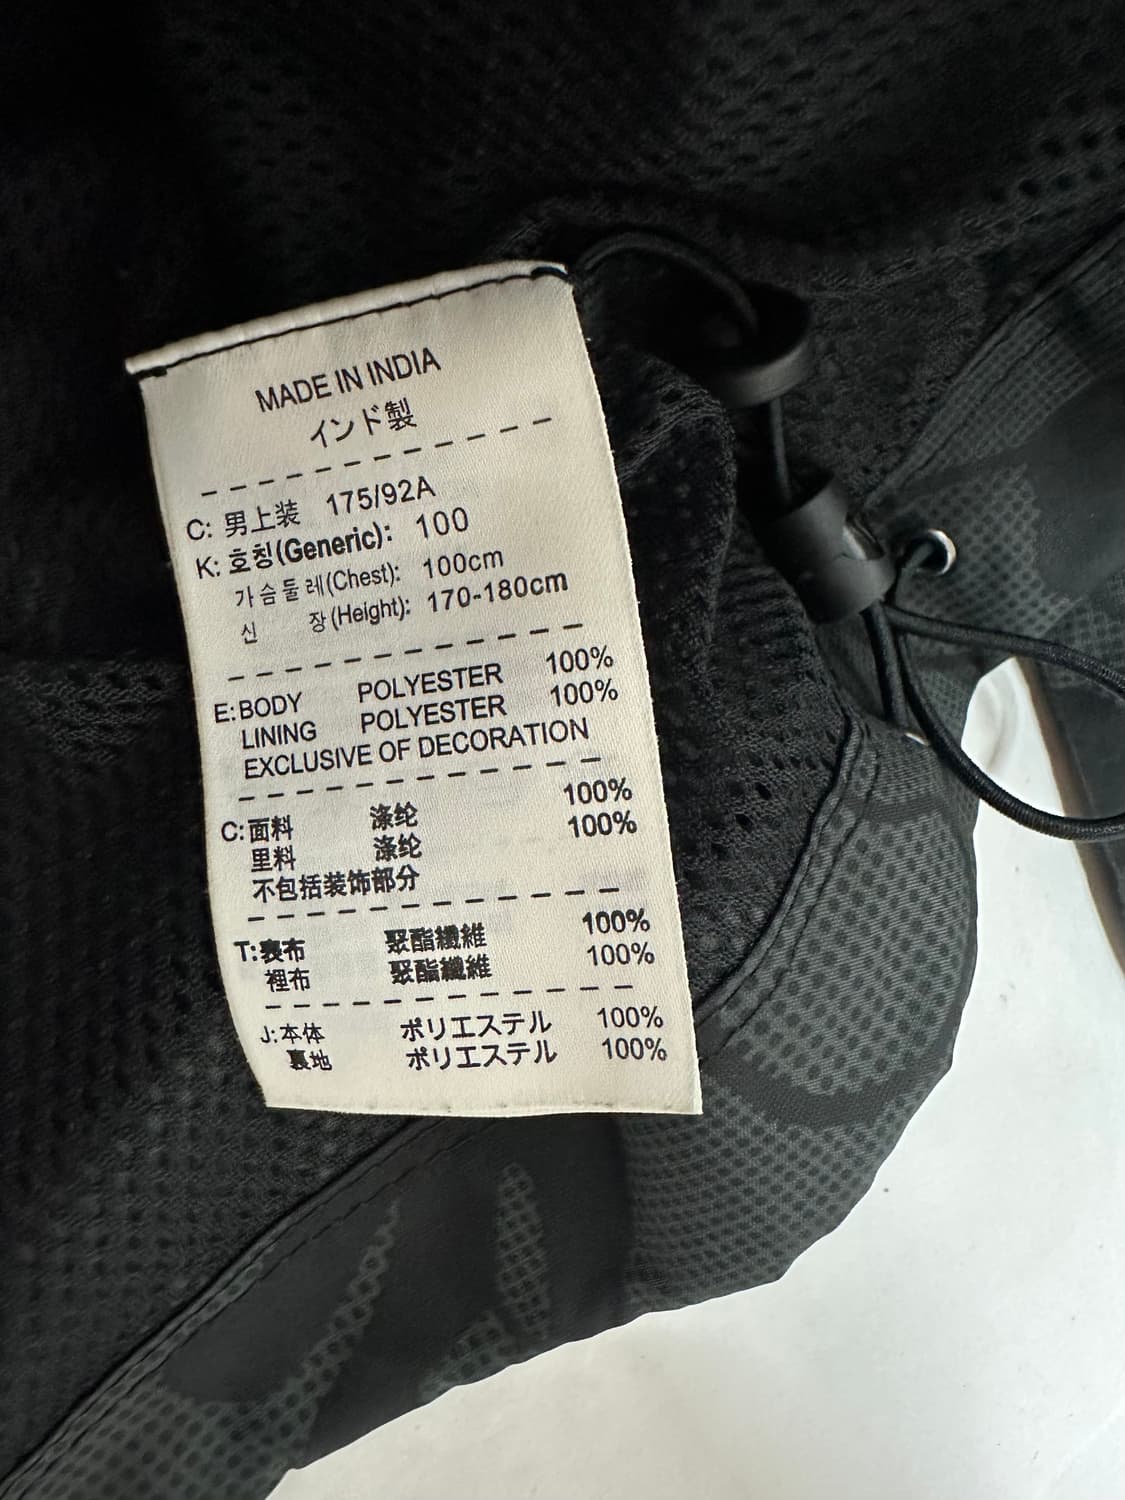 MADE IN INDIA
インド製
C: 男上装 175/92A
K: 호칭(Generic): 100
가슴둘레(Chest): 100cm
신 장(Height): 170-180cm
E: BODY POLYESTER 100%
LINING POLYESTER 100%
EXCLUSIVE OF DECORATION
C: 面料 涤纶 100%
里料 涤纶 100%
不包括装饰部分
T: 表布 聚酯纖維 100%
裡布 聚酯纖維 100%
J: 本体 ポリエステル 100%
裏地 ポリエステル 100%